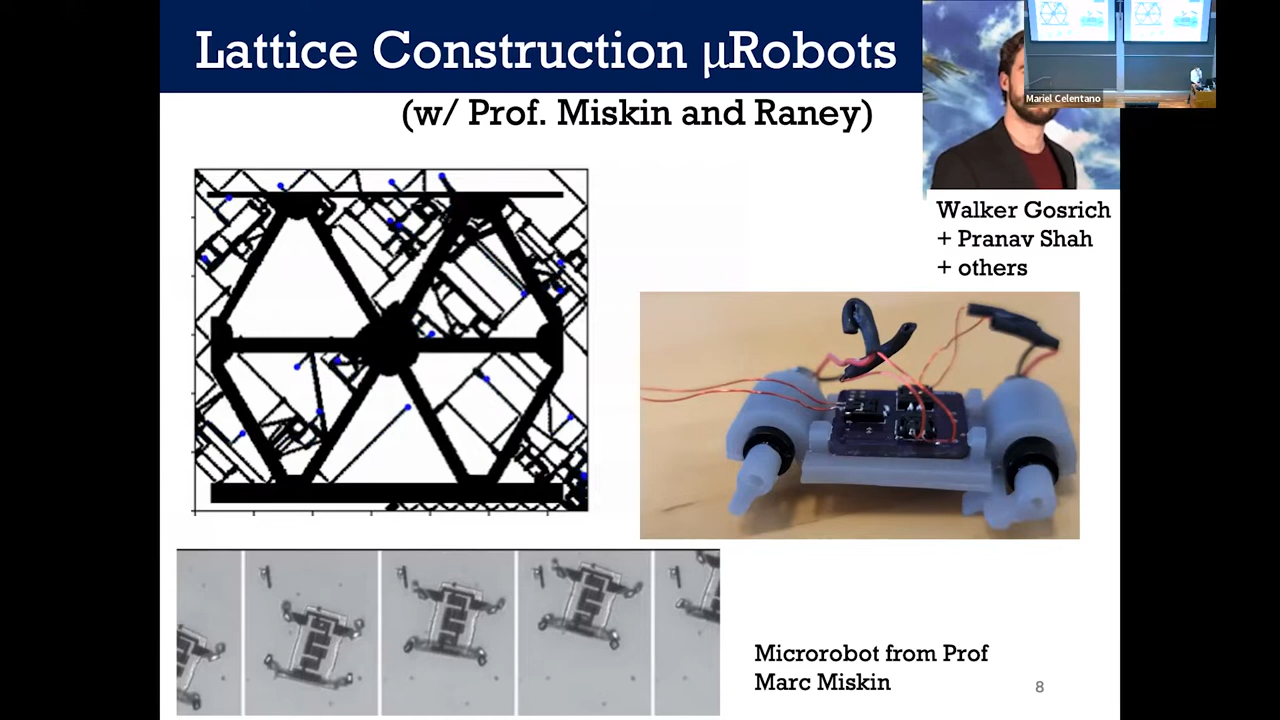 Lattice Construction μRobots
(w/ Prof. Miskin and Raney)
Mariel Celentano
Walker Gosrich
+ Pranav Shah
+ others
Microrobot from Prof
Marc Miskin
8